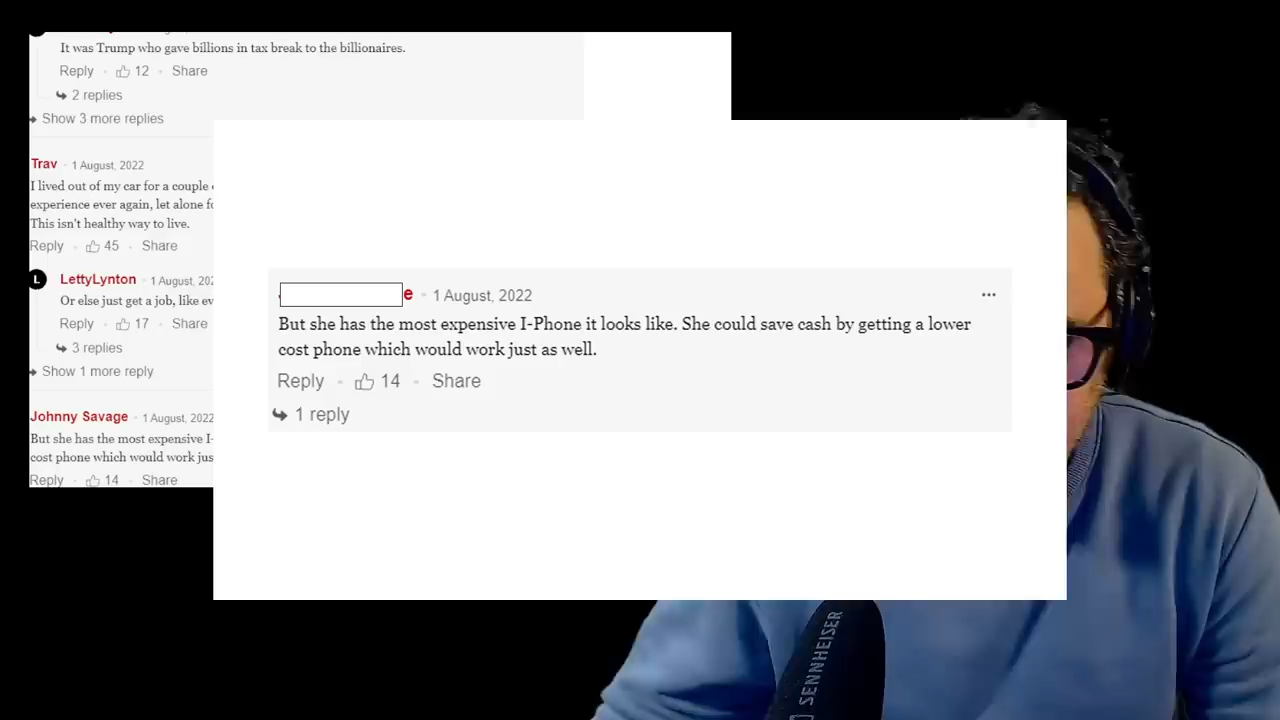 It was Trump who gave billions in tax break to the billionaires.
Reply · 12 · Share
2 replies
Show 3 more replies
Trav · 1 August, 2022
I lived out of my car for a couple
experience ever again, let alone
This isn't healthy way to live.
Reply · 45 · Share
L LettyLynton · 1 August,
Or else just get a job, like
Reply · 17 · Share
3 replies
Show 1 more reply
Johnny Savage · 1 August, 2022
But she has the most expensive I-
cost phone which would work
Reply · 14 · Share
e · 1 August, 2022 ...
But she has the most expensive I-Phone it looks like. She could save cash by getting a lower
cost phone which would work just as well.
Reply · 14 · Share
1 reply
SENNHEISER